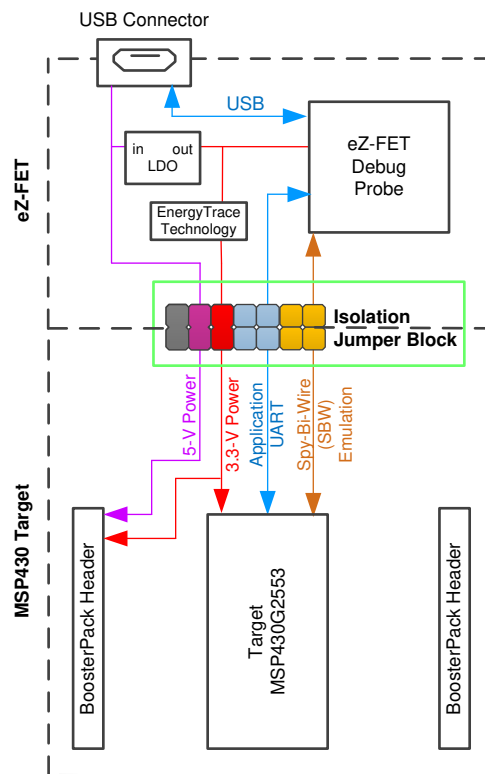 USB Connector
USB
in out
LDO
eZ-FET
Debug
Probe
EnergyTrace
Technology
eZ-FET
Isolation
Jumper Block
5-V Power
3.3-V Power
Application
UART
Spy-Bi-Wire
(SBW)
Emulation
MSP430 Target
BoosterPack Header
Target
MSP430G2553
BoosterPack Header